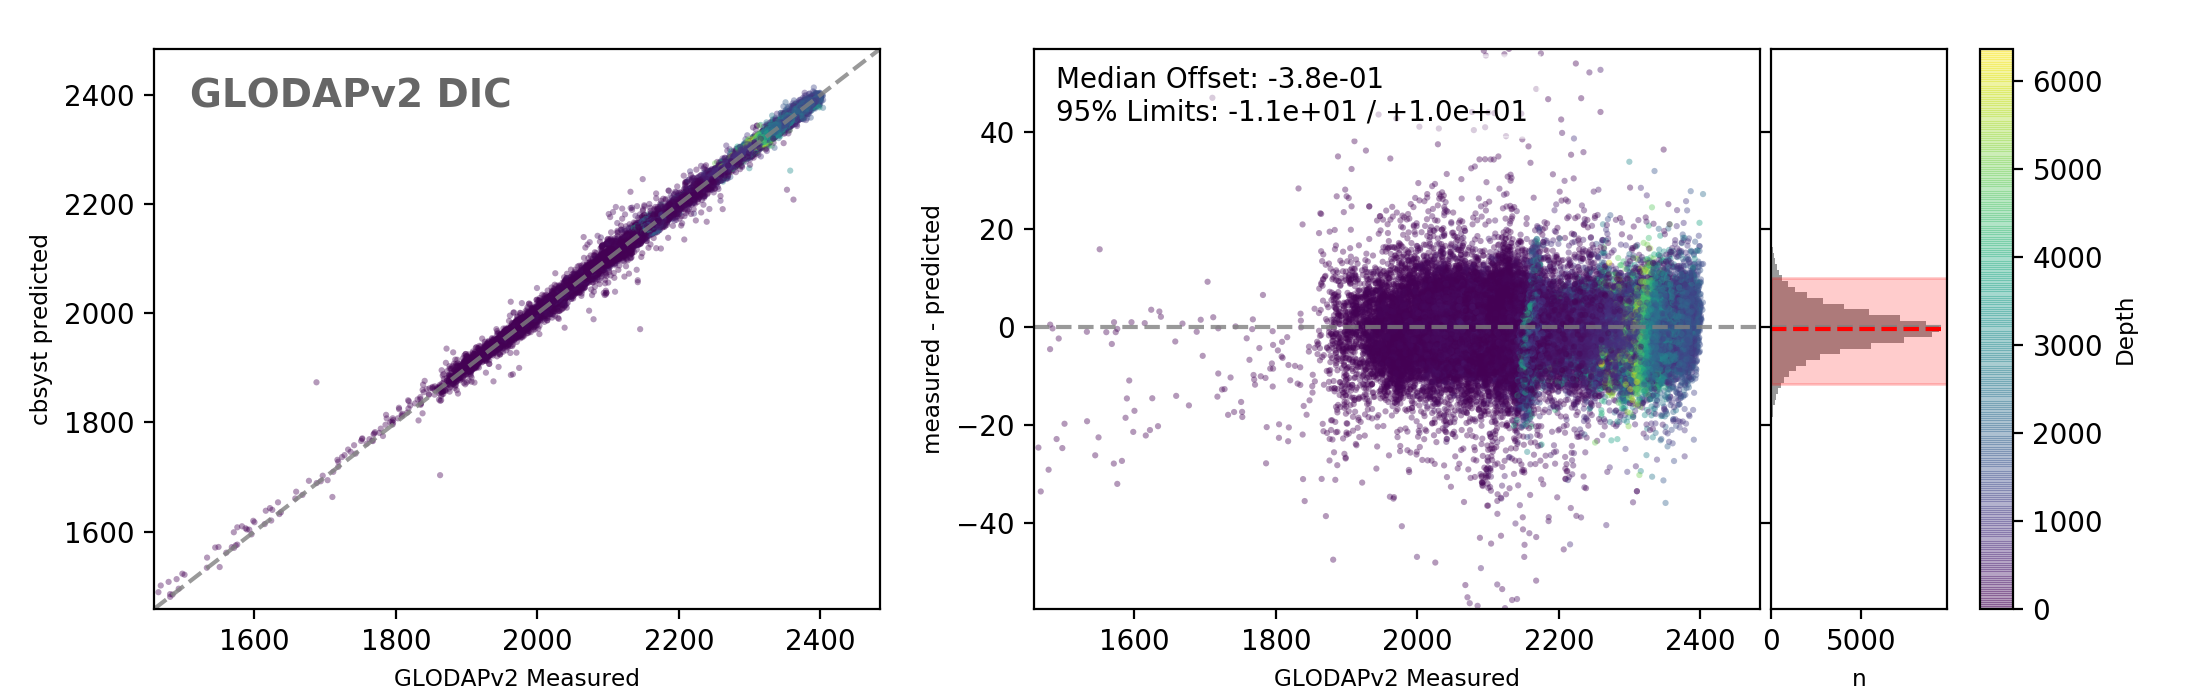 GLODAPv2 DIC
2400
2200
2000
1800
1600
cbsyst predicted
1600 1800 2000 2200 2400
GLODAPv2 Measured
Median Offset: -3.8e-01
95% Limits: -1.1e+01 / +1.0e+01
40
20
0
−20
−40
measured - predicted
1600 1800 2000 2200 2400
GLODAPv2 Measured
0 5000
n
6000
5000
4000
3000
2000
1000
0
Depth